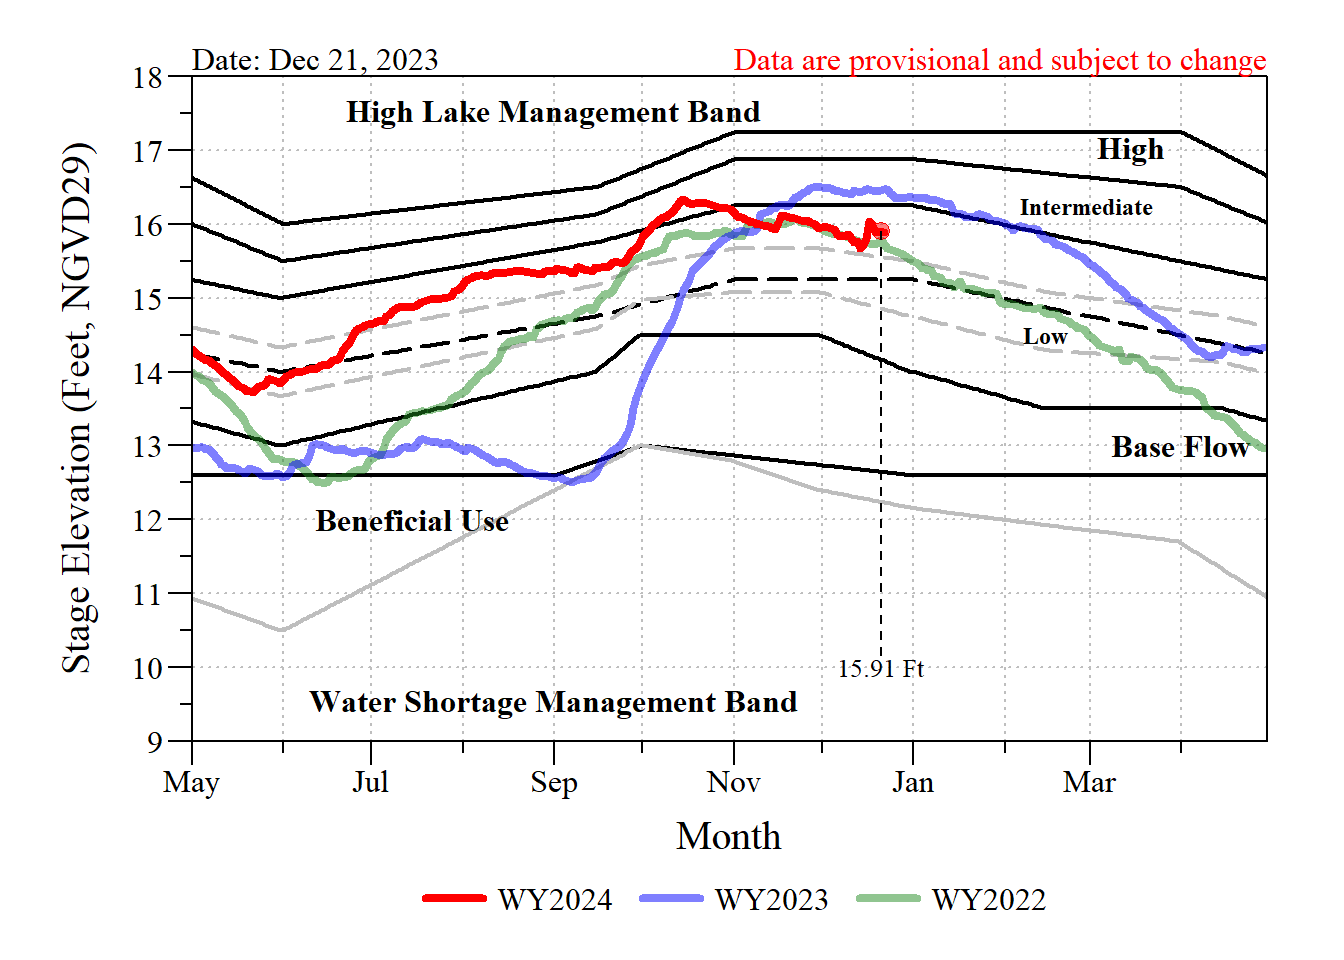 Date: Dec 21, 2023
Data are provisional and subject to change
18
17
16
15
14
13
12
11
10
9
Stage Elevation (Feet, NGVD29)
High Lake Management Band
High
Intermediate
Low
Base Flow
Beneficial Use
15.91 Ft
Water Shortage Management Band
May
Jul
Sep
Nov
Jan
Mar
Month
WY2024
WY2023
WY2022